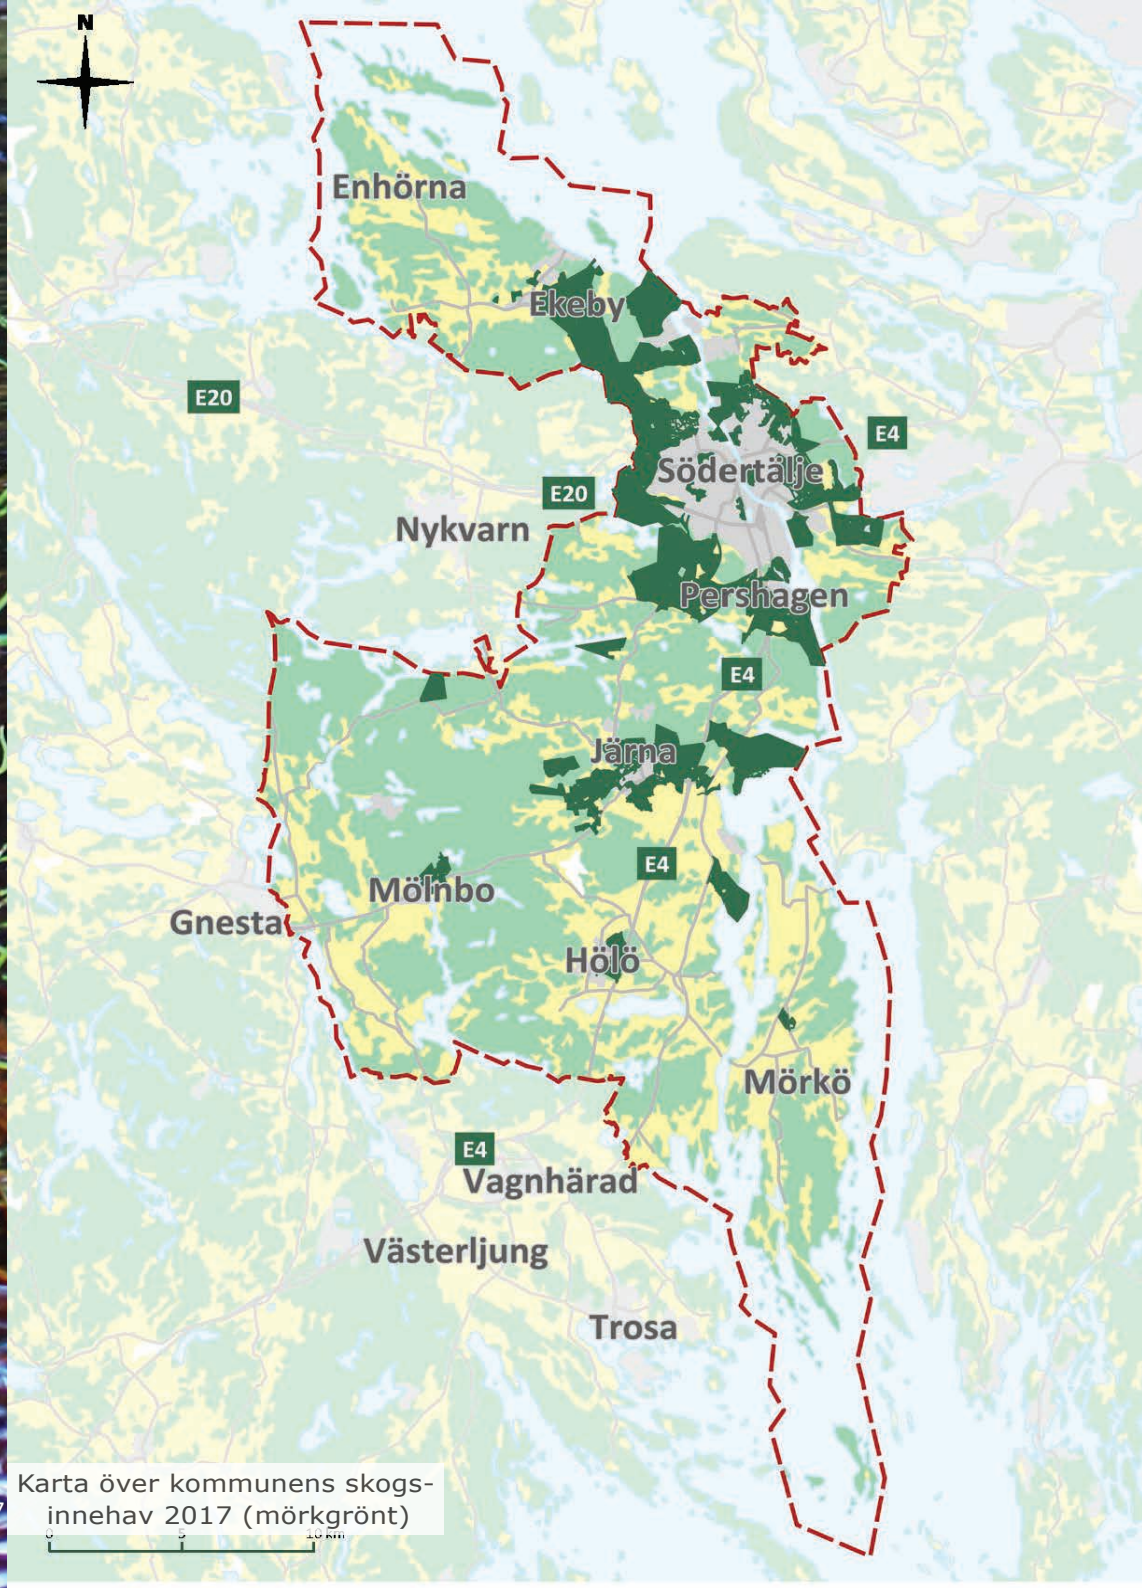 N
Enhörna
Ekeby
E20
E4
Södertälje
E20
Nykvarn
Pershagen
E4
Järna
E4
Mölnbo
Gnesta
Hölö
Mörkö
E4
Vagnhärad
Västerljung
Trosa
Karta över kommunens skogs-
innehav 2017 (mörkgrönt)
0 5 10 km